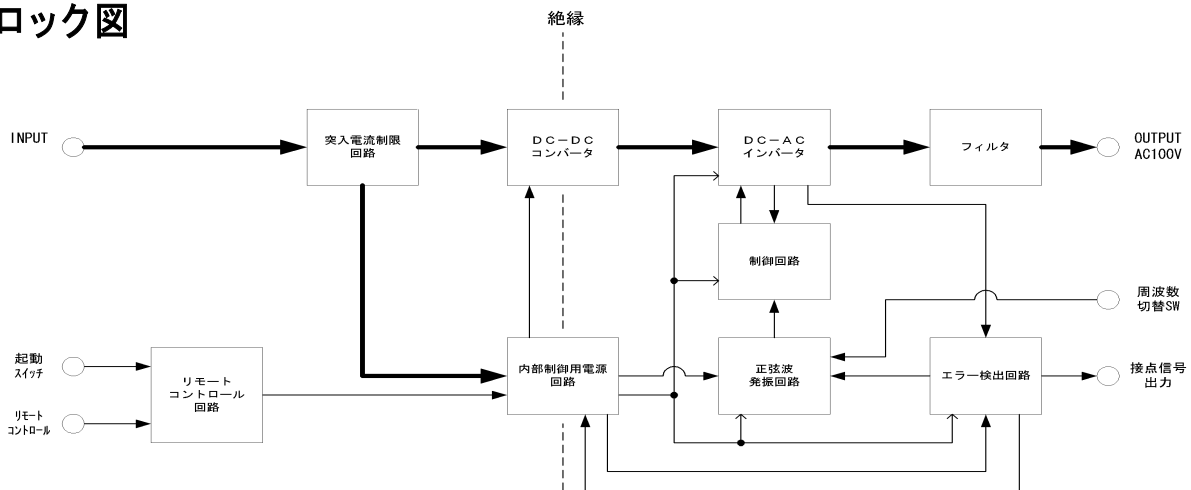 ロック図
絶縁
INPUT
突入電流制限
回路
DC-DC
コンバータ
DC-AC
インバータ
フィルタ
OUTPUT
AC100V
制御回路
周波数
切替SW
起動
スイッチ
リモート
コントロール
回路
内部制御用電源
回路
正弦波
発振回路
エラー検出回路
接点信号
出力
リモート
コントロール